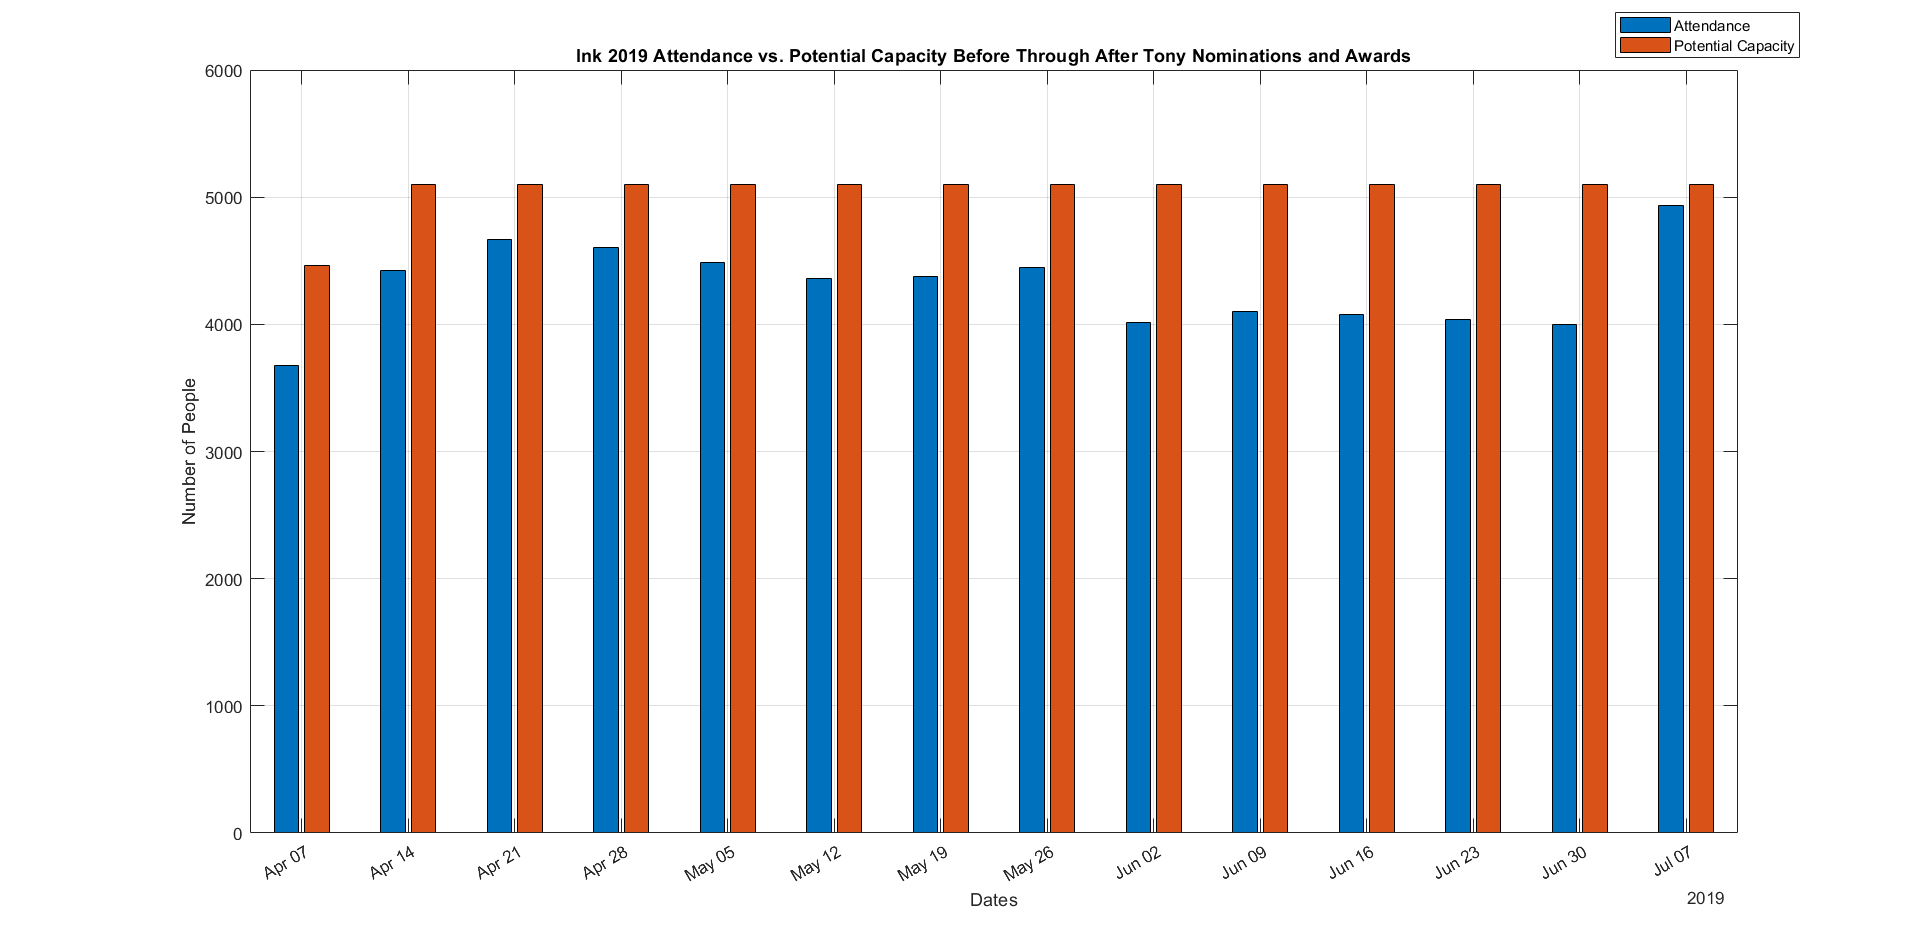 Attendance
Potential Capacity
Ink 2019 Attendance vs. Potential Capacity Before Through After Tony Nominations and Awards
6000
5000
4000
3000
2000
1000
0
Number of People
Apr 07
Apr 14
Apr 21
Apr 28
May 05
May 12
May 19
May 26
Jun 02
Jun 09
Jun 16
Jun 23
Jun 30
Jul 07
Dates
2019